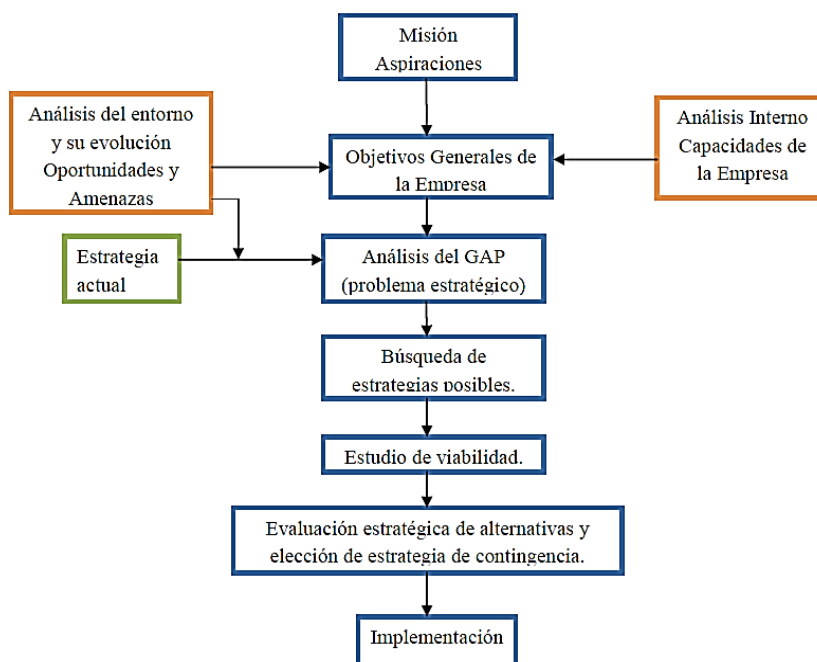 Misión
Aspiraciones
Análisis del entorno
y su evolución
Oportunidades y
Amenazas
Análisis Interno
Capacidades de
la Empresa
Objetivos Generales de
la Empresa
Estrategia
actual
Análisis del GAP
(problema estratégico)
Búsqueda de
estrategias posibles.
Estudio de viabilidad.
Evaluación estratégica de alternativas y
elección de estrategia de contingencia.
Implementación